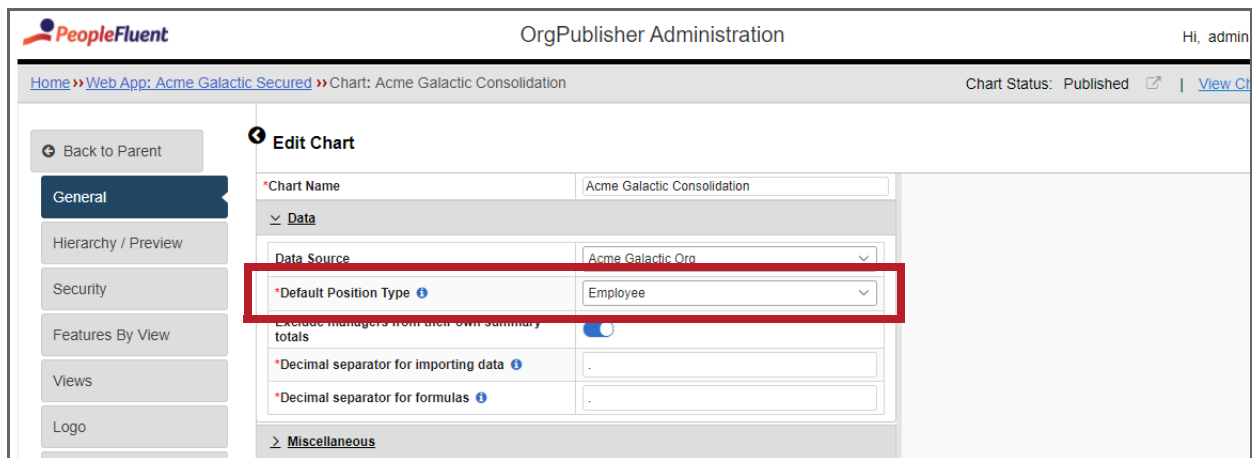 PeopleFluent
OrgPublisher Administration
Hi, admin
Home ›› Web App: Acme Galactic Secured ›› Chart: Acme Galactic Consolidation
Chart Status: Published | View Ch
Back to Parent
Edit Chart
General
Hierarchy / Preview
Security
Features By View
Views
Logo
*Chart Name Acme Galactic Consolidation
Data
Data Source Acme Galactic Org
*Default Position Type Employee
Exclude managers from their own summary
totals
*Decimal separator for importing data .
*Decimal separator for formulas .
Miscellaneous